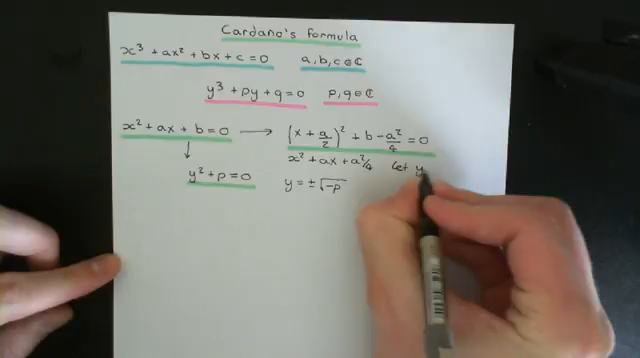 Cardano's formula
x³ + ax² + bx + c = 0 a, b, c ∈ ℂ
y³ + py + q = 0 p, q ∈ ℂ
x² + ax + b = 0 → (x + a/2)² + b - a²/4 = 0
x² + ax + a²/4 Let y
↓
y² + p = 0 y = ± √-p